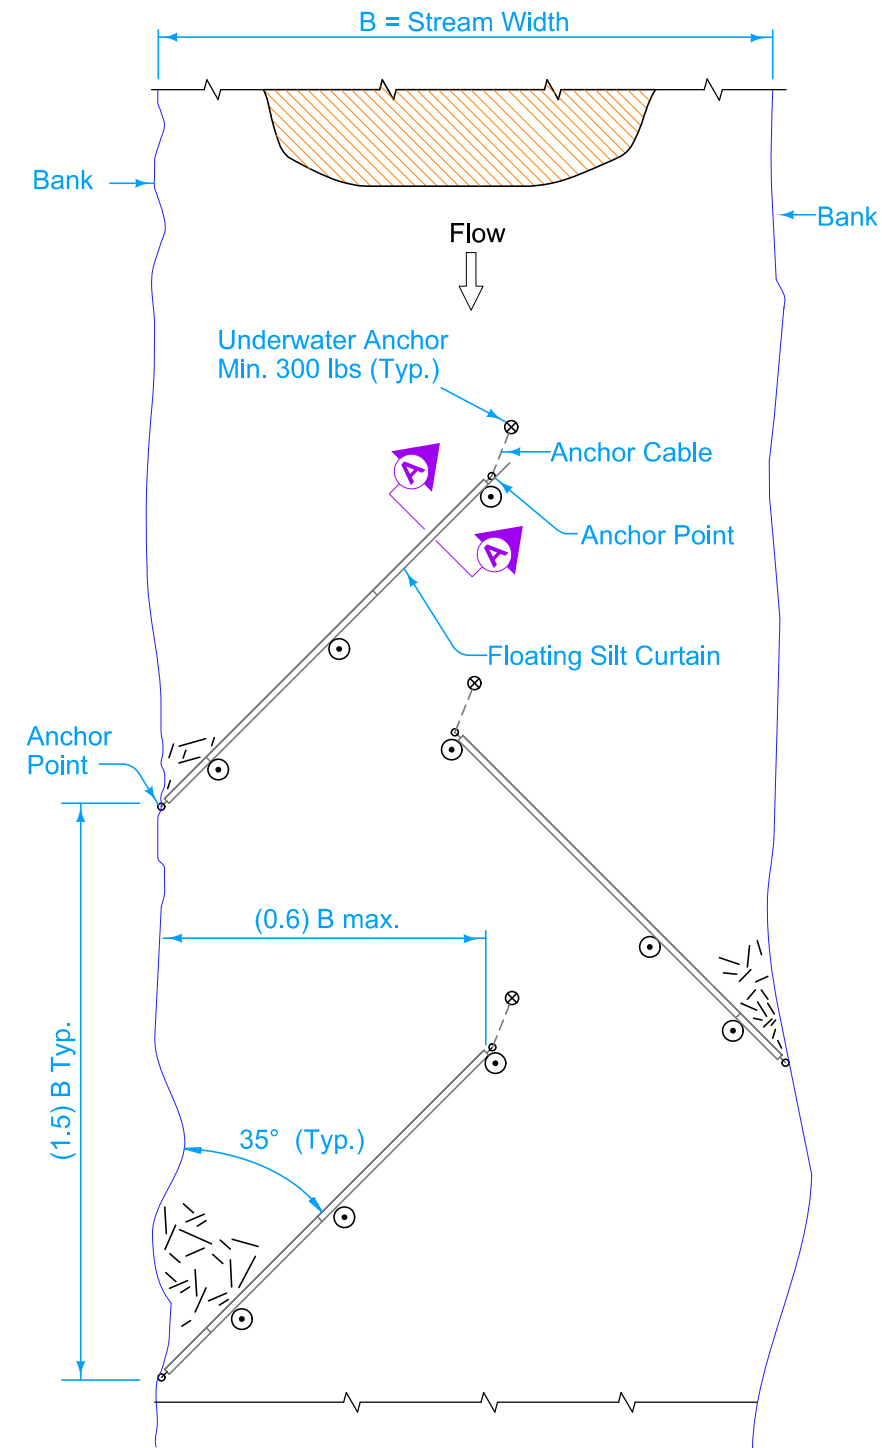 B = Stream Width
Bank
Bank
Flow
Underwater Anchor
Min. 300 lbs (Typ.)
Anchor Cable
A
Anchor Point
A
Floating Silt Curtain
Anchor
Point
(0.6) B max.
(1.5) B Typ.
35° (Typ.)